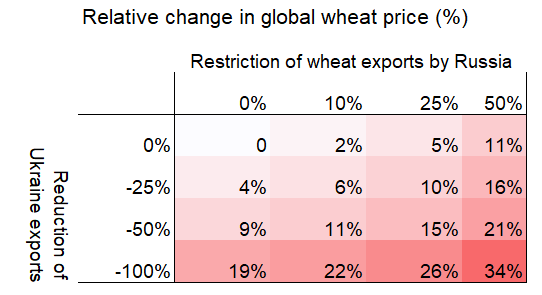 Relative change in global wheat price (%)
Restriction of wheat exports by Russia
0% 10% 25% 50%
Reduction of
Ukraine exports
0% 0 2% 5% 11%
-25% 4% 6% 10% 16%
-50% 9% 11% 15% 21%
-100% 19% 22% 26% 34%